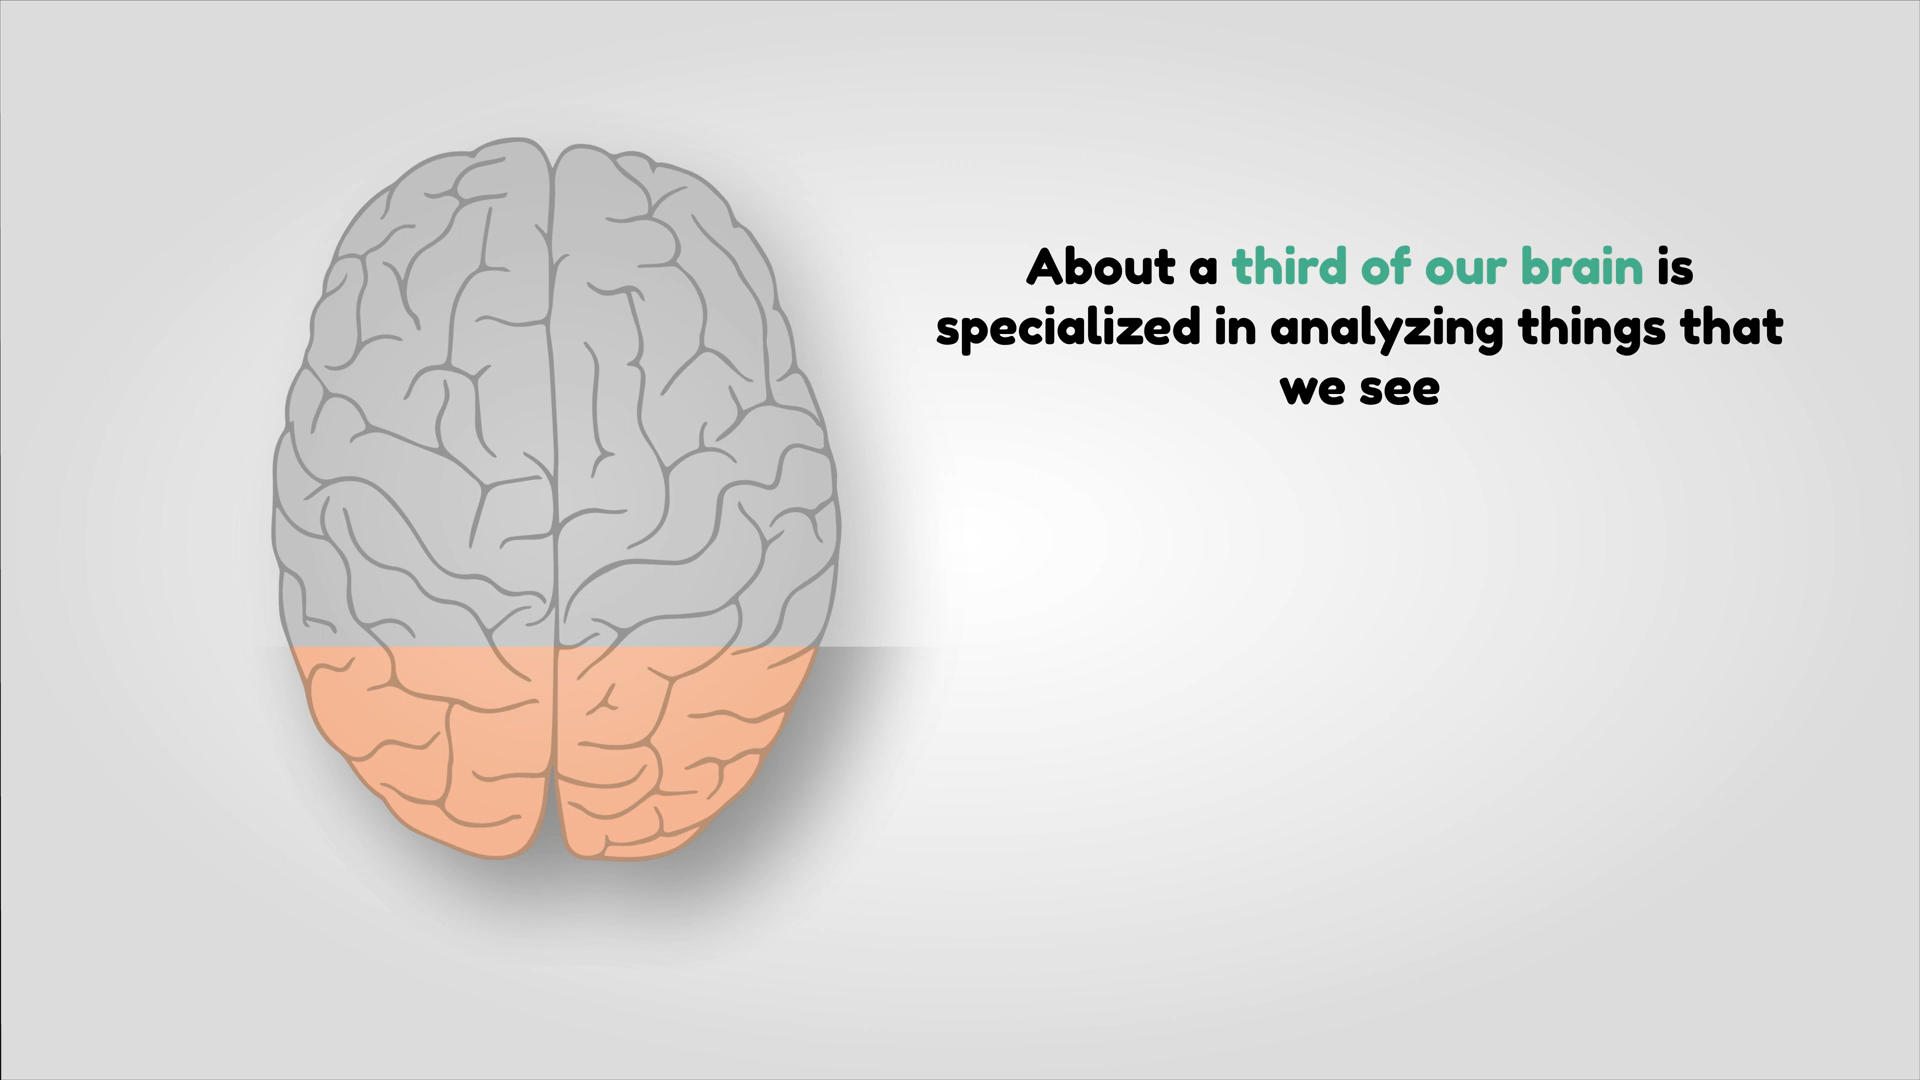 About a third of our brain is
specialized in analyzing things that
we see